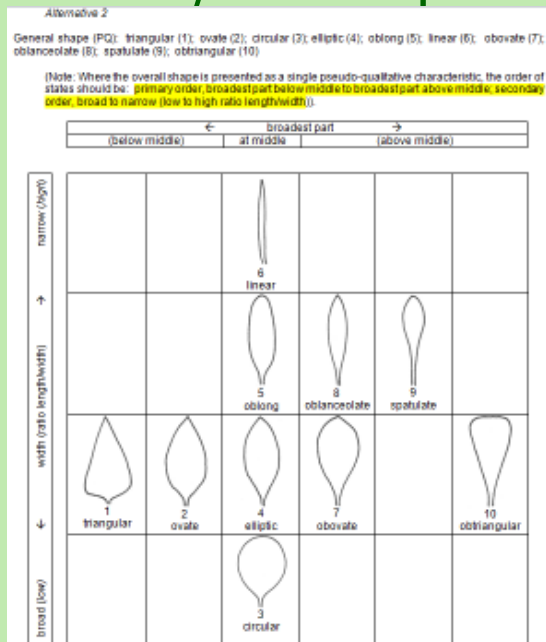 Alternative 2
General shape (PQ): triangular (1); ovate (2); circular (3); elliptic (4); oblong (5); linear (6); obovate (7);
oblanceolate (8); spatulate (9); obtriangular (10)
(Note: Where the overall shape is presented as a single pseudo-qualitative characteristic, the order of
states should be: primary order, broadest part below middle to broadest part above middle; secondary
order, broad to narrow (low to high ratio length/width)).
← broadest part →
(below middle) at middle (above middle)
narrow (high)
↑
width (ratio length/width)
↓
broad (low)
6
linear
5 8 9
oblong oblanceolate spatulate
1 2 4 7 10
triangular ovate elliptic obovate obtriangular
3
circular